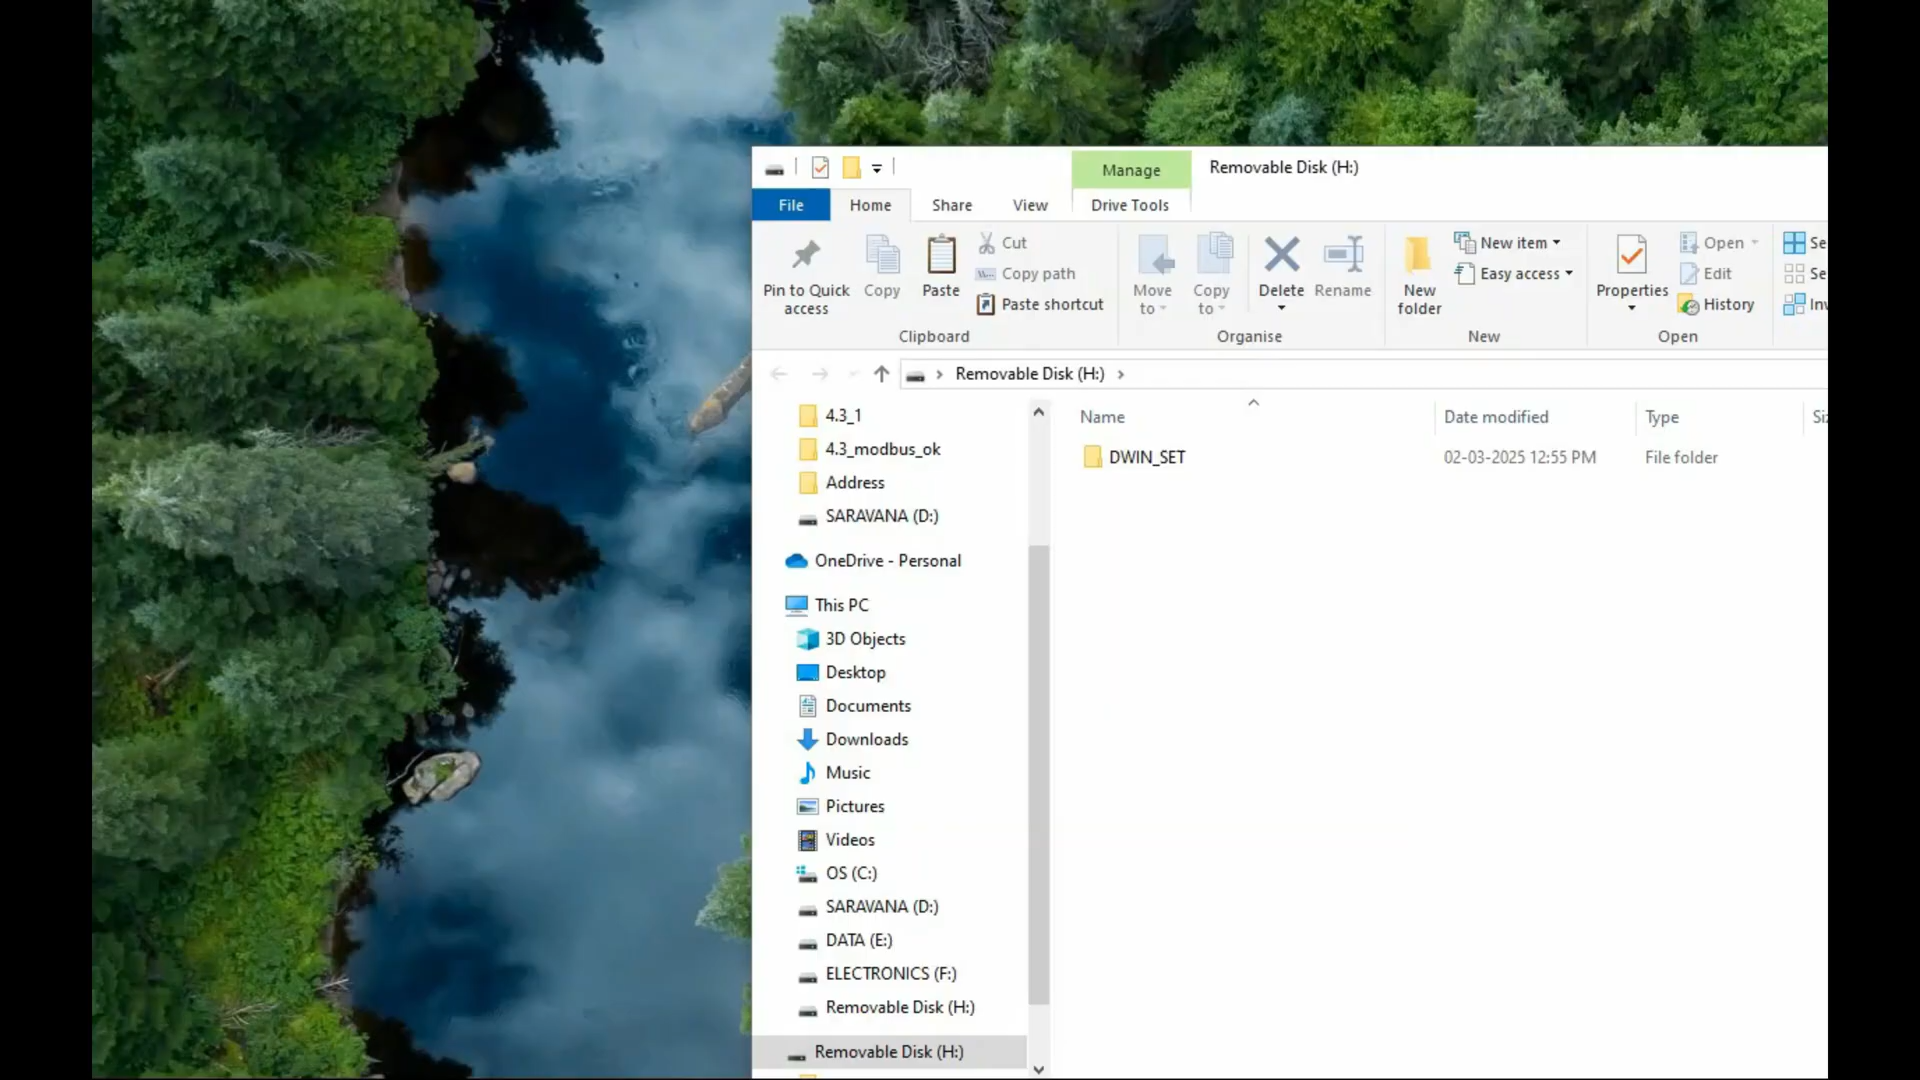 Manage
Removable Disk (H:)
File
Home
Share
View
Drive Tools
Pin to Quick
access
Copy
Paste
Cut
Copy path
Paste shortcut
Clipboard
Move
to
Copy
to
Delete
Rename
Organise
New
folder
New item
Easy access
New
Properties
Open
Edit
History
Open
Se
Se
Inv
Removable Disk (H:)
4.3_1
4.3_modbus_ok
Address
SARAVANA (D:)
OneDrive - Personal
This PC
3D Objects
Desktop
Documents
Downloads
Music
Pictures
Videos
OS (C:)
SARAVANA (D:)
DATA (E:)
ELECTRONICS (F:)
Removable Disk (H:)
Removable Disk (H:)
Name
Date modified
Type
Siz
DWIN_SET
02-03-2025 12:55 PM
File folder